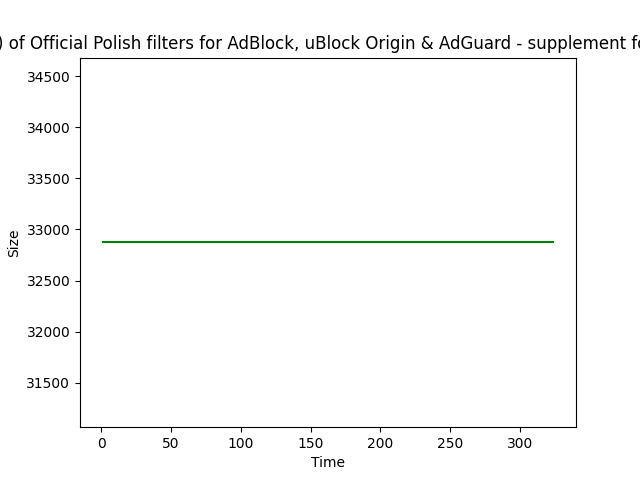 ) of Official Polish filters for AdBlock, uBlock Origin & AdGuard - supplement fo
34500
34000
33500
33000
32500
32000
31500
Size
0 50 100 150 200 250 300
Time